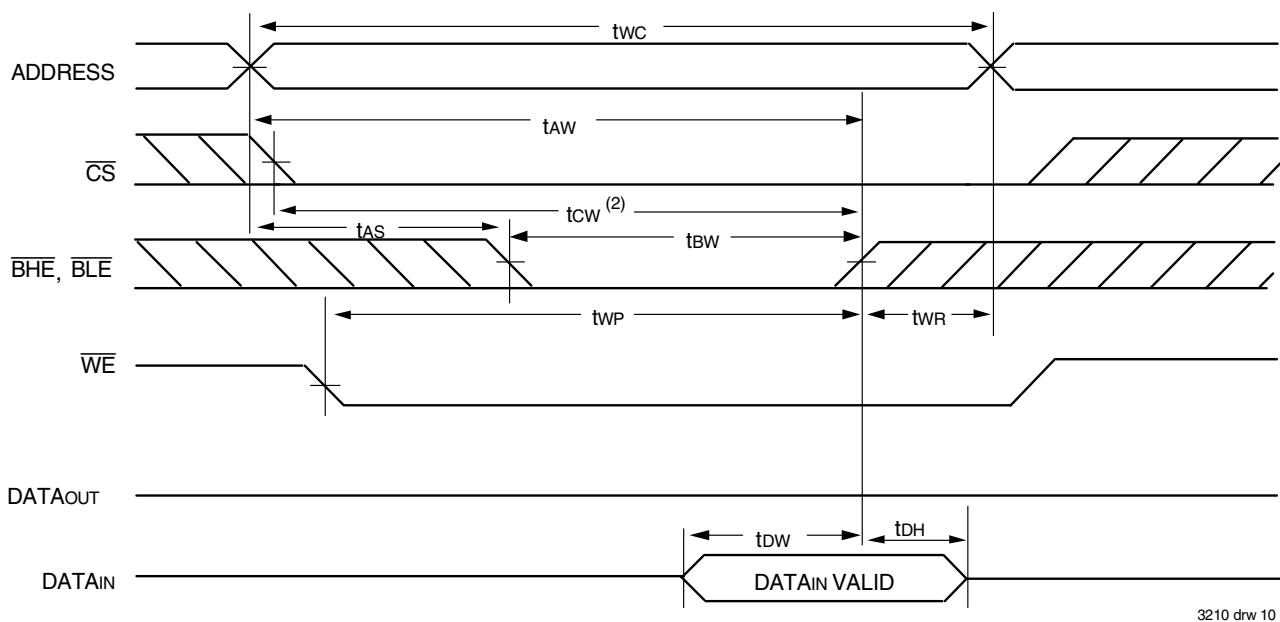 tWC
ADDRESS
tAW
CS
tCW (2)
tAS
tBW
BHE, BLE
tWP
tWR
WE
DATAOUT
tDW
tDH
DATAIN
DATAIN VALID
3210 drw 10